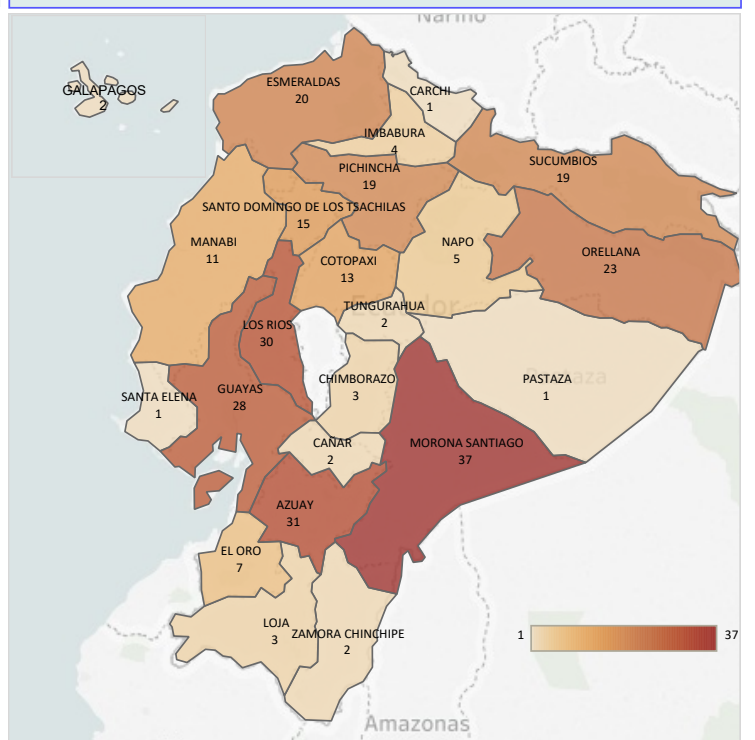 Nariño
GALAPAGOS
2
ESMERALDAS
20
CARCHI
1
IMBABURA
4
PICHINCHA
19
SUCUMBIOS
19
SANTO DOMINGO DE LOS TSACHILAS
15
MANABI
11
COTOPAXI
13
NAPO
5
ORELLANA
23
Ecuador
TUNGURAHUA
2
LOS RIOS
30
SANTA ELENA
1
GUAYAS
28
CHIMBORAZO
3
Pastaza
PASTAZA
1
CAÑAR
2
MORONA SANTIAGO
37
AZUAY
31
EL ORO
7
LOJA
3
ZAMORA CHINCHIPE
2
1
37
Amazonas